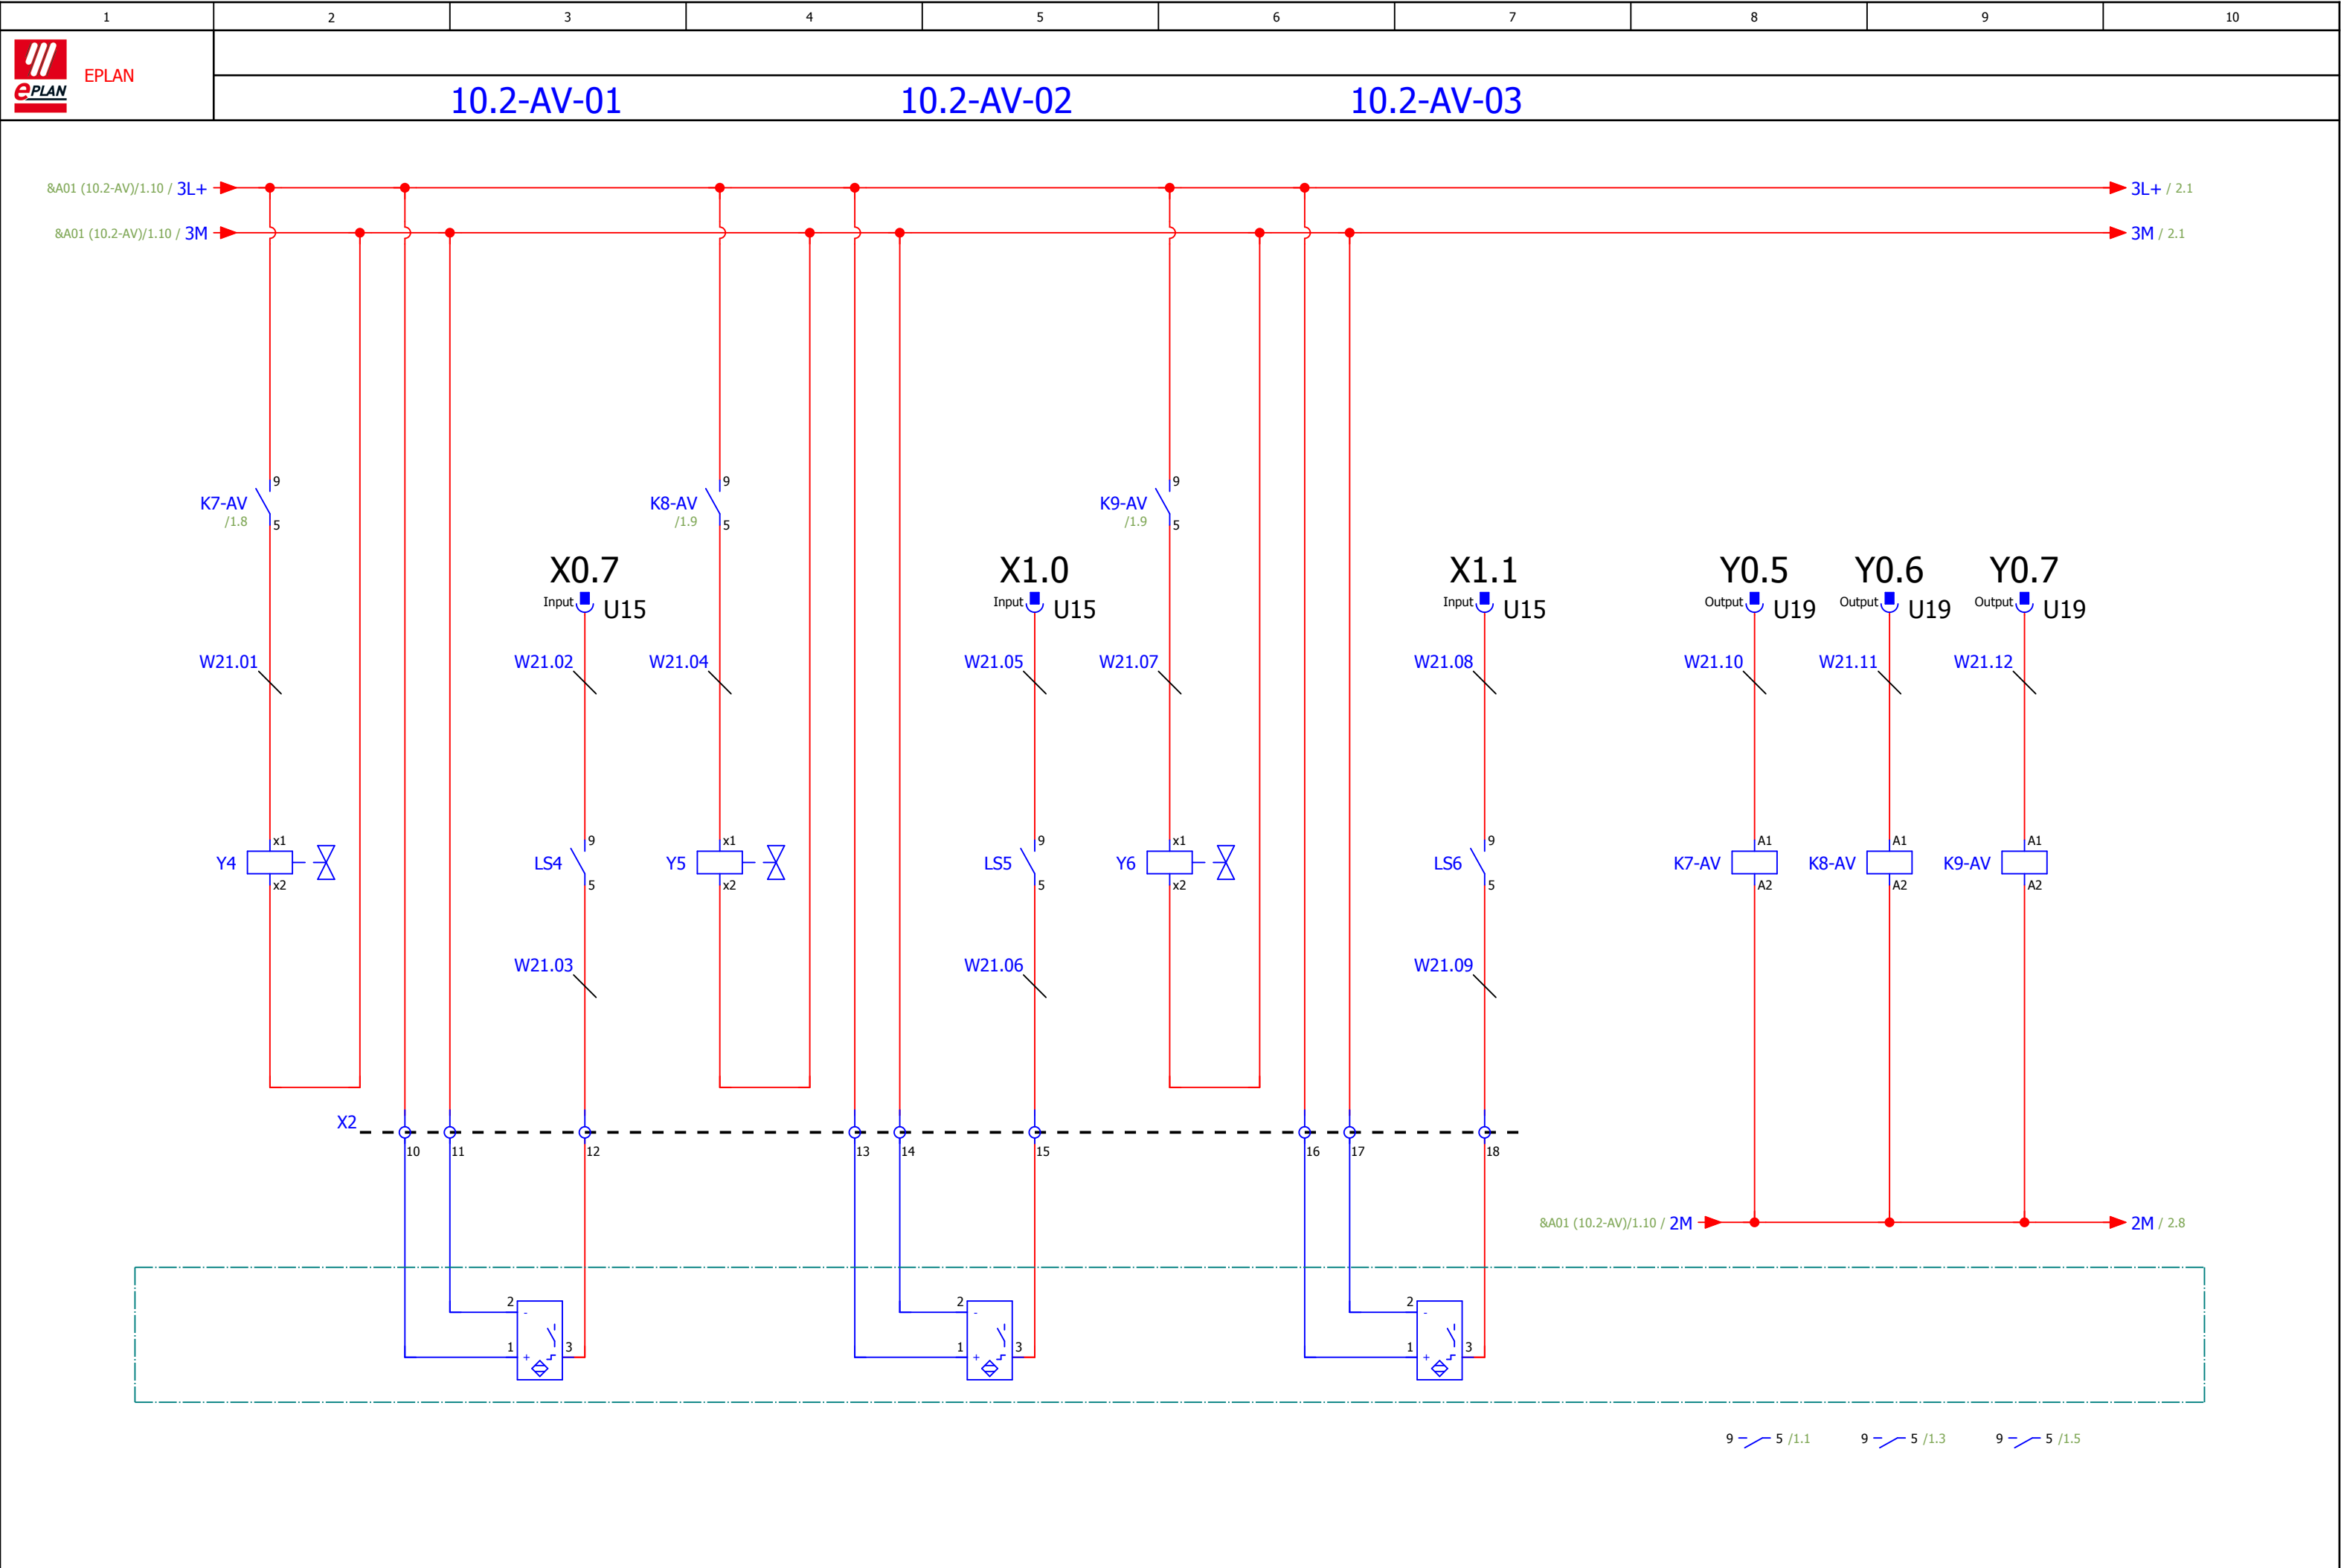 1 2 3 4 5 6 7 8 9 10
ePLAN EPLAN
10.2-AV-01 10.2-AV-02 10.2-AV-03
&A01 (10.2-AV)/1.10 / 3L+ 3L+ / 2.1
&A01 (10.2-AV)/1.10 / 3M 3M / 2.1
9 9 9
K7-AV K8-AV K9-AV
/1.8 5 /1.9 5 /1.9 5
X0.7 X1.0 X1.1 Y0.5 Y0.6 Y0.7
Input U15 Input U15 Input U15 Output U19 Output U19 Output U19
W21.01 W21.02 W21.04 W21.05 W21.07 W21.08 W21.10 W21.11 W21.12
x1 9 x1 9 x1 9 A1 A1 A1
Y4 LS4 Y5 LS5 Y6 LS6 K7-AV K8-AV K9-AV
x2 5 x2 5 x2 5 A2 A2 A2
W21.03 W21.06 W21.09
X2
10 11 12 13 14 15 16 17 18
&A01 (10.2-AV)/1.10 / 2M 2M / 2.8
2 - 2 - 2 -
1 + 3 1 + 3 1 + 3
9 5 /1.1 9 5 /1.3 9 5 /1.5